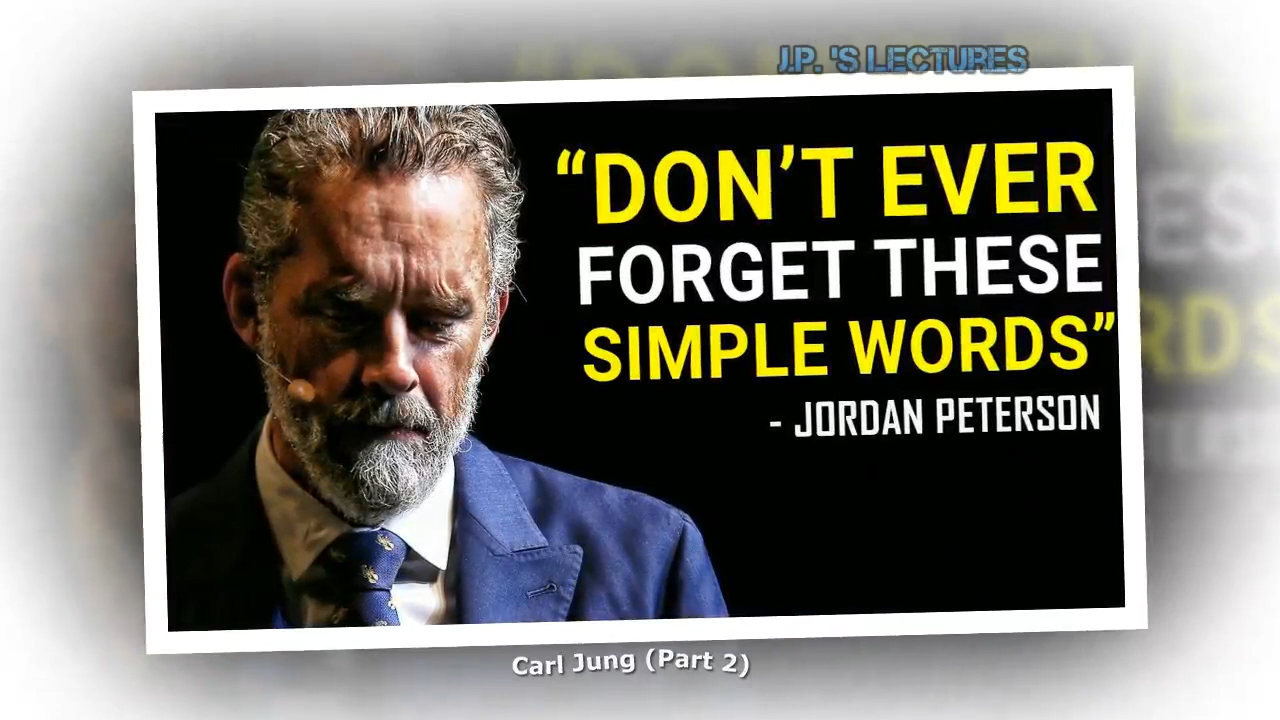 J.P. 'S LECTURES
“DON’T EVER
FORGET THESE
SIMPLE WORDS”
- JORDAN PETERSON
Carl Jung (Part 2)